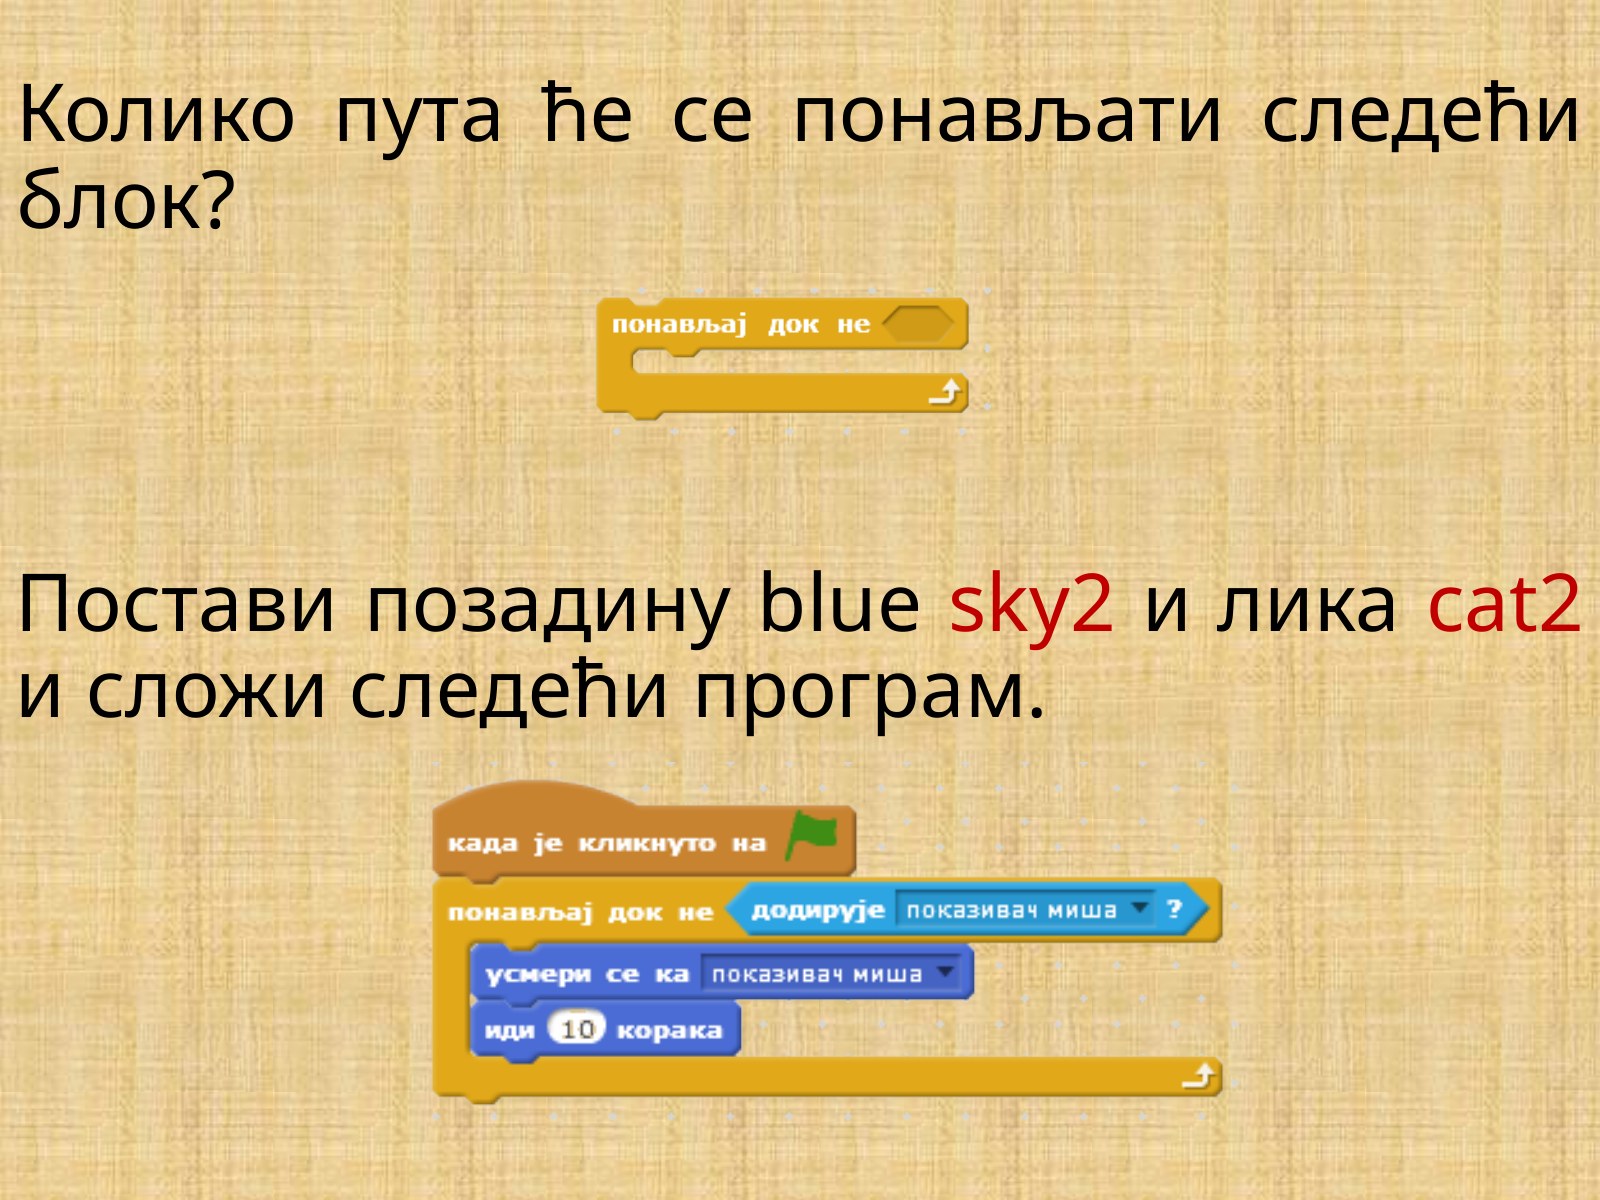 Колико пута ће се понављати следећи
блок?
понављај док не
Постави позадину blue sky2 и лика cat2
и сложи следећи програм.
када је кликнуто на
понављај док не додирује показивач миша ?
усмери се ка показивач миша
иди 10 корака